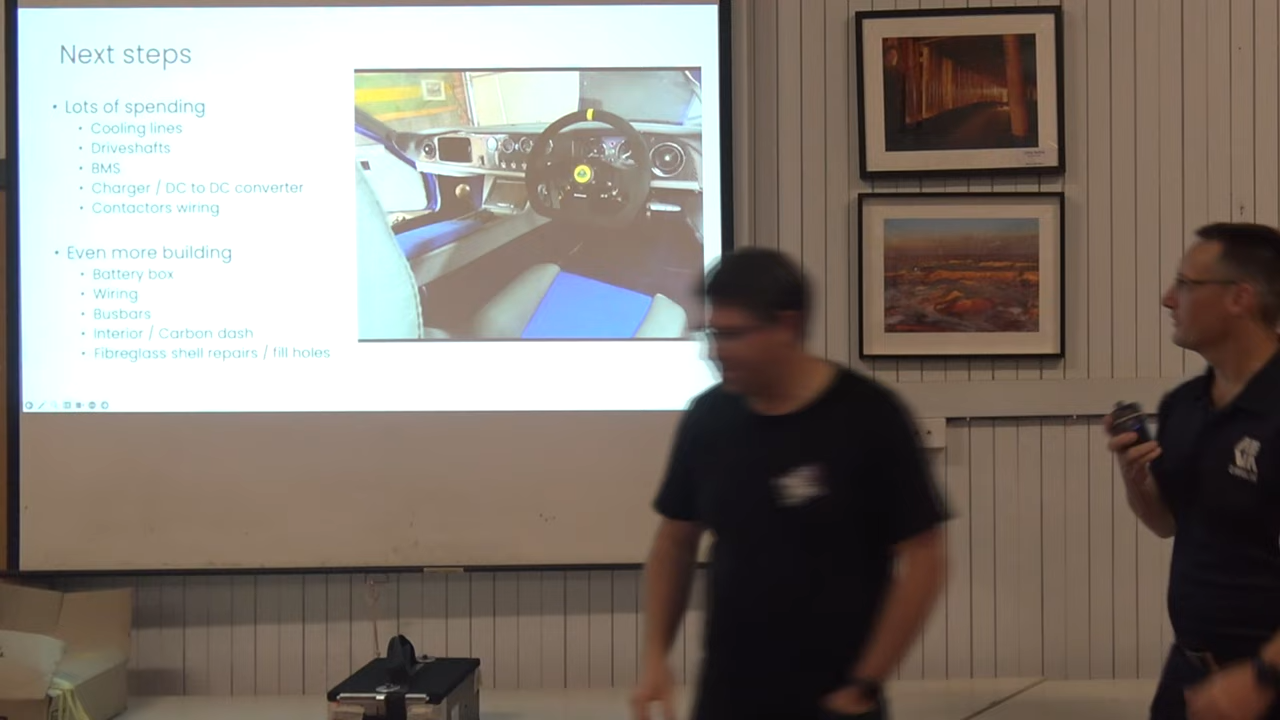 Next steps
• Lots of spending
• Cooling lines
• Driveshafts
• BMS
• Charger / DC to DC converter
• Contactors wiring
• Even more building
• Battery box
• Wiring
• Busbars
• Interior / Carbon dash
• Fibreglass shell repairs / fill holes